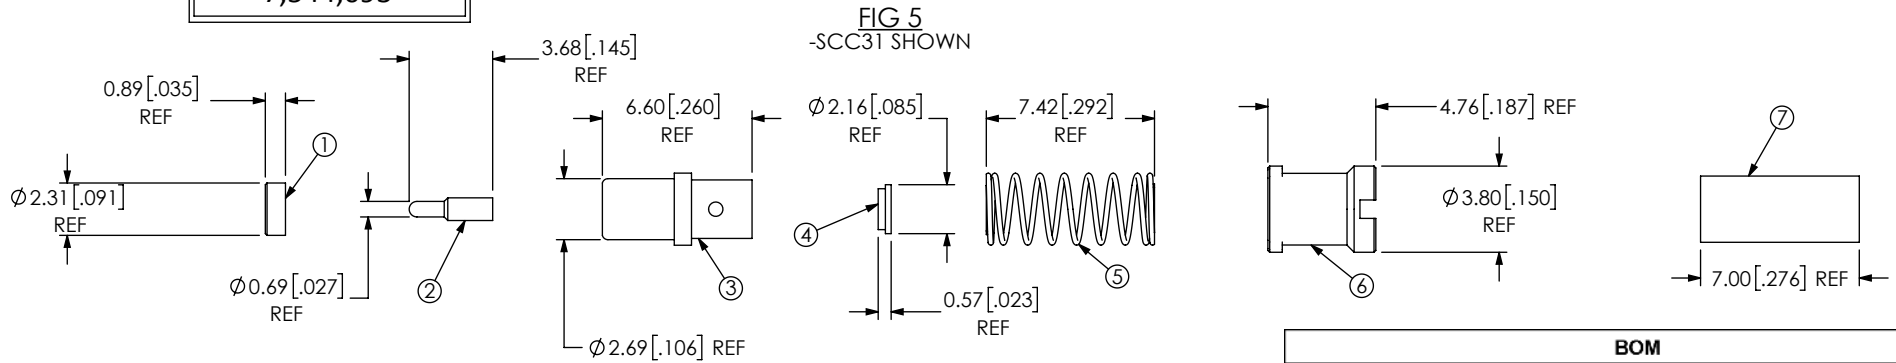 FIG 5
-SCC31 SHOWN
3.68[.145]
REF
0.89[.035]
REF
6.60[.260]
REF
Ø2.16[.085]
REF
7.42[.292]
REF
4.76[.187] REF
7
1
Ø2.31[.091]
REF
Ø3.80[.150]
REF
4
Ø0.69[.027]
REF
2
3
5
6
7.00[.276] REF
0.57[.023]
REF
Ø2.69[.106] REF
BOM